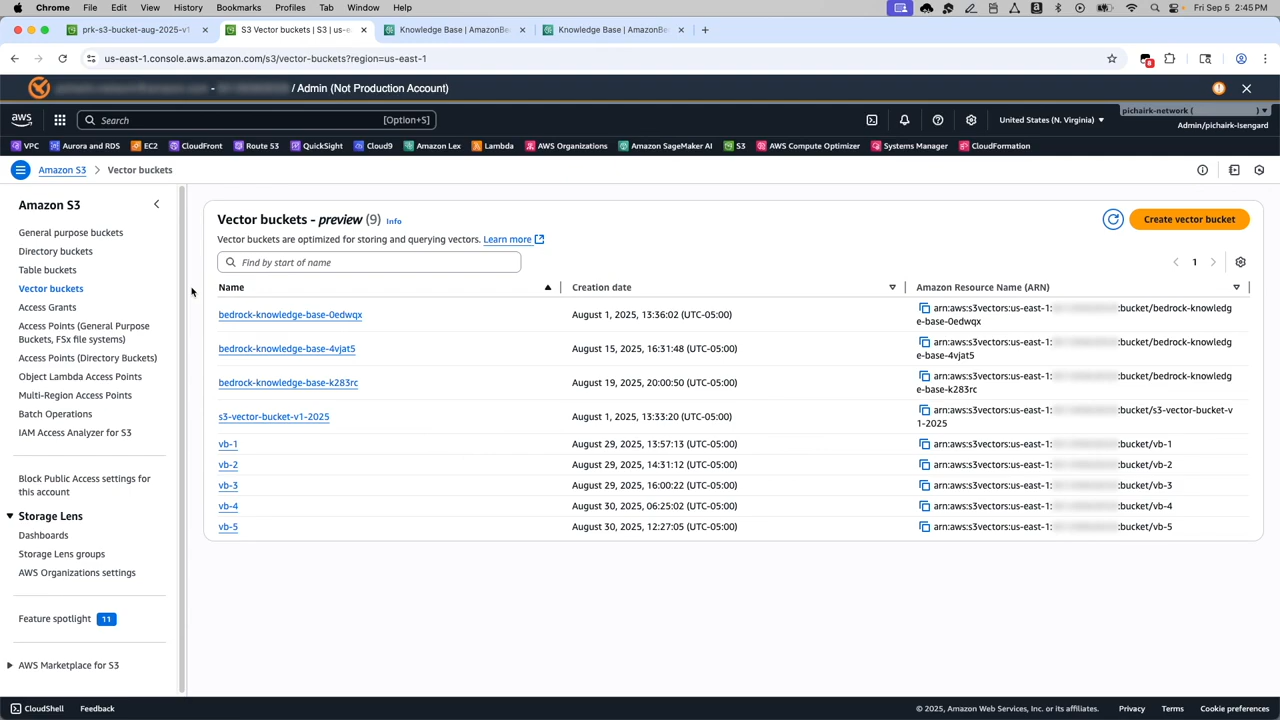 Chrome File Edit View History Bookmarks Profiles Tab Window Help Fri Sep 5 2:45 PM
prk-s3-bucket-aug-2025-v1 S3 Vector buckets | S3 | us-e Knowledge Base | AmazonBe Knowledge Base | AmazonBe
us-east-1.console.aws.amazon.com/s3/vector-buckets?region=us-east-1
- / Admin (Not Production Account)
aws Search [Option+S] United States (N. Virginia) pichairk-network (
)
Admin/pichairk-Isengard
VPC Aurora and RDS EC2 CloudFront Route 53 QuickSight Cloud9 Amazon Lex Lambda AWS Organizations Amazon SageMaker AI S3 AWS Compute Optimizer Systems Manager CloudFormation
Amazon S3 Vector buckets
Amazon S3
General purpose buckets
Directory buckets
Table buckets
Vector buckets
Access Grants
Access Points (General Purpose
Buckets, FSx file systems)
Access Points (Directory Buckets)
Object Lambda Access Points
Multi-Region Access Points
Batch Operations
IAM Access Analyzer for S3
Block Public Access settings for
this account
Storage Lens
Dashboards
Storage Lens groups
AWS Organizations settings
Feature spotlight 11
AWS Marketplace for S3
Vector buckets - preview (9) Info
Create vector bucket
Vector buckets are optimized for storing and querying vectors. Learn more
Find by start of name
1
Name Creation date Amazon Resource Name (ARN)
bedrock-knowledge-base-0edwqx August 1, 2025, 13:36:02 (UTC-05:00) arn:aws:s3vectors:us-east-1: :bucket/bedrock-knowledg
e-base-0edwqx
bedrock-knowledge-base-4vjat5 August 15, 2025, 16:31:48 (UTC-05:00) arn:aws:s3vectors:us-east-1: :bucket/bedrock-knowledg
e-base-4vjat5
bedrock-knowledge-base-k283rc August 19, 2025, 20:00:50 (UTC-05:00) arn:aws:s3vectors:us-east-1: :bucket/bedrock-knowledg
e-base-k283rc
s3-vector-bucket-v1-2025 August 1, 2025, 13:33:20 (UTC-05:00) arn:aws:s3vectors:us-east-1: :bucket/s3-vector-bucket-v
1-2025
vb-1 August 29, 2025, 13:57:13 (UTC-05:00) arn:aws:s3vectors:us-east-1: :bucket/vb-1
vb-2 August 29, 2025, 14:31:12 (UTC-05:00) arn:aws:s3vectors:us-east-1: :bucket/vb-2
vb-3 August 29, 2025, 16:00:22 (UTC-05:00) arn:aws:s3vectors:us-east-1: :bucket/vb-3
vb-4 August 30, 2025, 06:25:02 (UTC-05:00) arn:aws:s3vectors:us-east-1: :bucket/vb-4
vb-5 August 30, 2025, 12:27:05 (UTC-05:00) arn:aws:s3vectors:us-east-1: :bucket/vb-5
CloudShell Feedback © 2025, Amazon Web Services, Inc. or its affiliates. Privacy Terms Cookie preferences